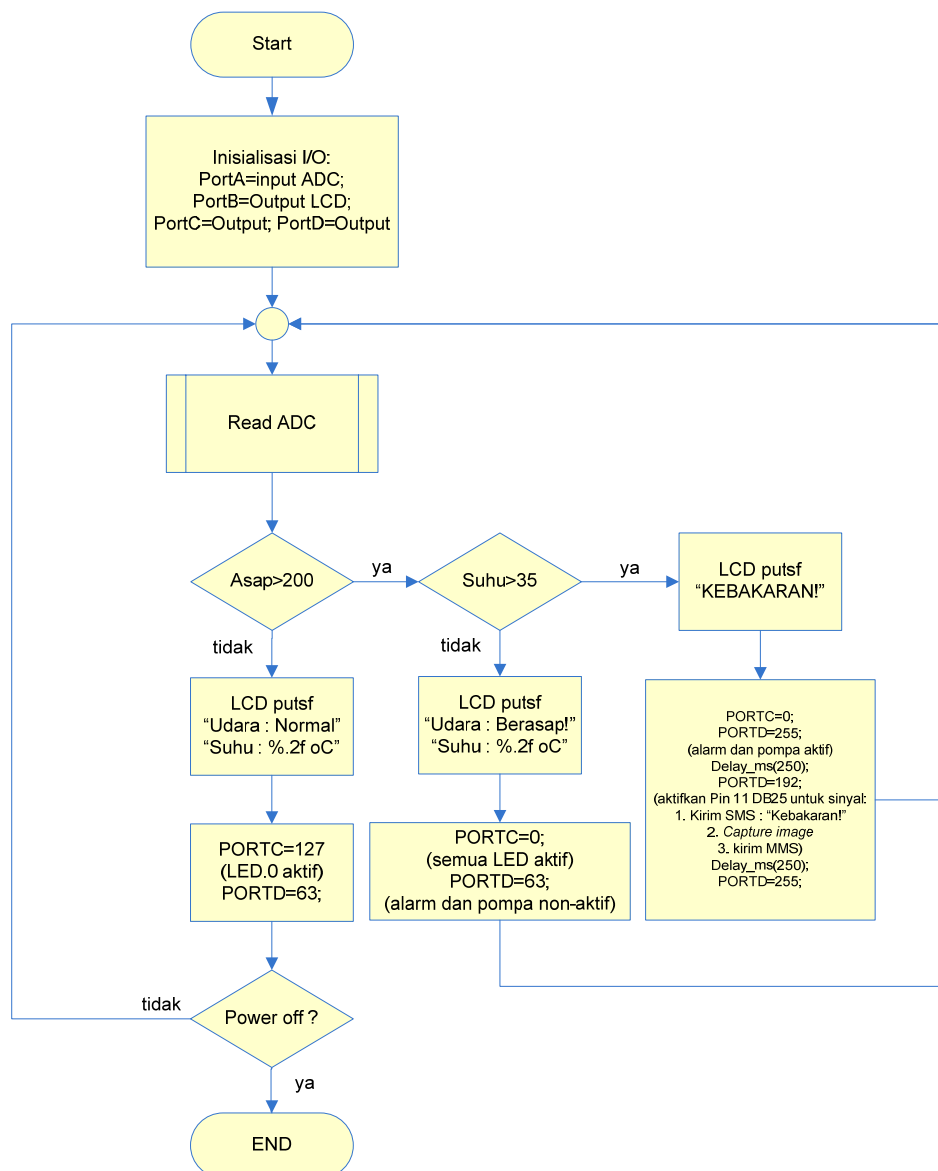 Start
Inisialisasi I/O:
PortA=input ADC;
PortB=Output LCD;
PortC=Output; PortD=Output
Read ADC
Asap>200
ya
Suhu>35
ya
LCD putsf
“KEBAKARAN!”
tidak
tidak
LCD putsf
“Udara : Normal”
“Suhu : %.2f oC”
LCD putsf
“Udara : Berasap!”
“Suhu : %.2f oC”
PORTC=0;
PORTD=255;
(alarm dan pompa aktif)
Delay_ms(250);
PORTD=192;
(aktifkan Pin 11 DB25 untuk sinyal:
1. Kirim SMS : “Kebakaran!”
2. Capture image
3. kirim MMS)
Delay_ms(250);
PORTD=255;
PORTC=127
(LED.0 aktif)
PORTD=63;
PORTC=0;
(semua LED aktif)
PORTD=63;
(alarm dan pompa non-aktif)
tidak
Power off ?
ya
END